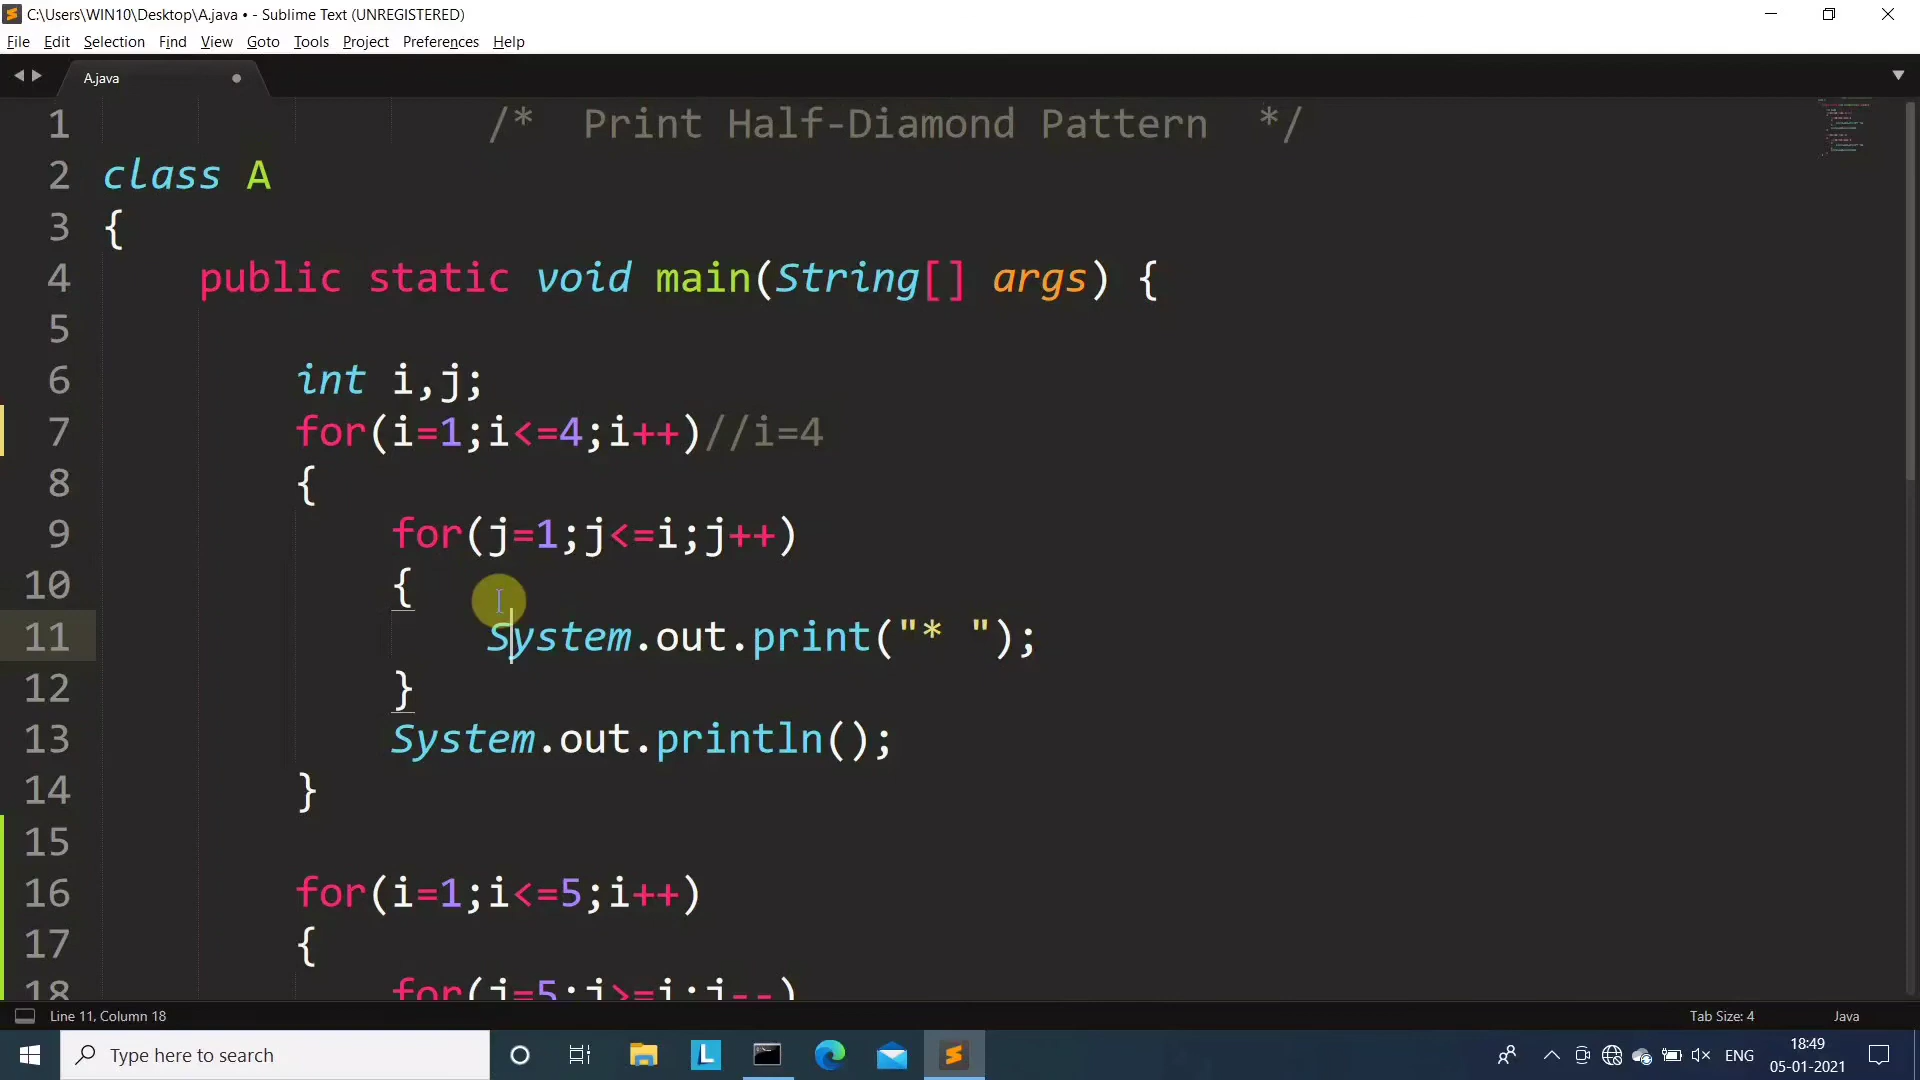 C:\Users\WIN10\Desktop\A.java • - Sublime Text (UNREGISTERED)
File Edit Selection Find View Goto Tools Project Preferences Help
A.java
1 /* Print Half-Diamond Pattern */
2 class A
3 {
4 public static void main(String[] args) {
5
6 int i,j;
7 for(i=1;i<=4;i++)//i=4
8 {
9 for(j=1;j<=i;j++)
10 {
11 System.out.print("* ");
12 }
13 System.out.println();
14 }
15
16 for(i=1;i<=5;i++)
17 {
18 for(j=5;j>=i;j--)
Line 11, Column 18 Tab Size: 4 Java
Type here to search L ENG 18:49
05-01-2021